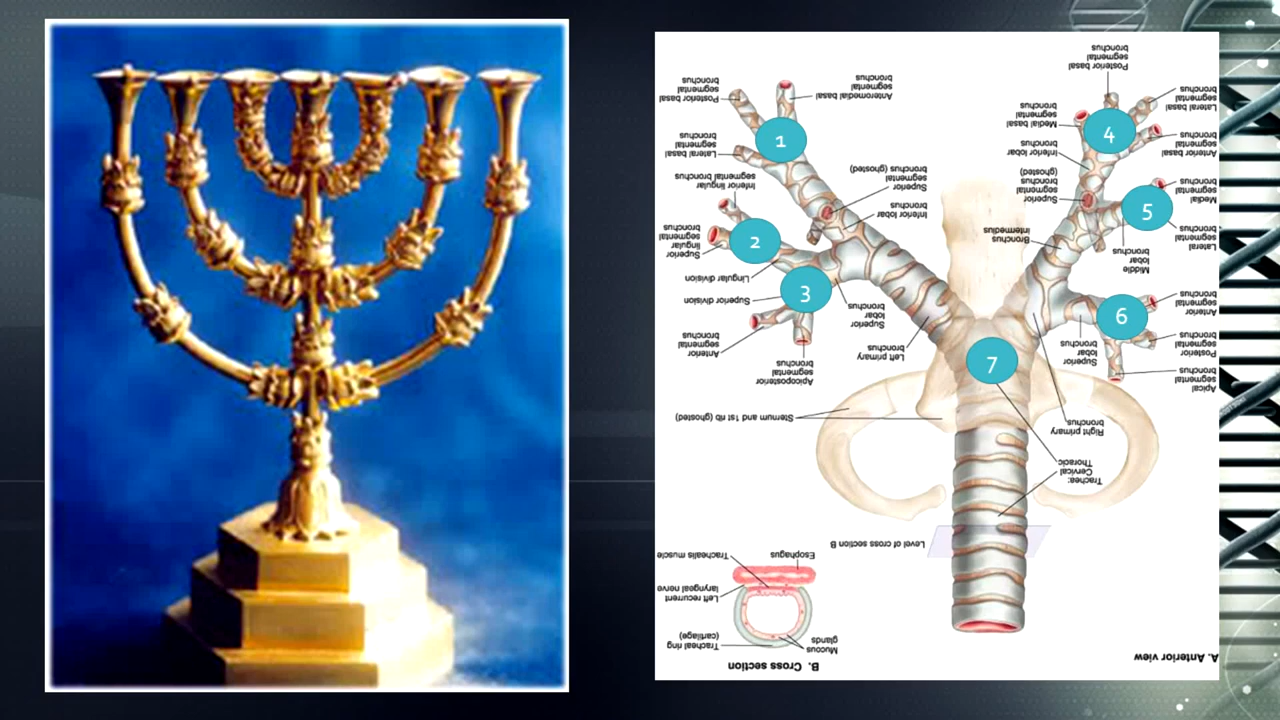 Posterior basal
segmental
bronchus
Anteromedial basal
segmental
bronchus
Lateral basal
segmental
bronchus
Inferior lingular
segmental bronchus
Superior
segmental
bronchus (ghosted)
Inferior lobar
bronchus
Superior
lingular
segmental
bronchus
Lingular division
Superior division
Anterior
segmental
bronchus
Apicoposterior
segmental
bronchus
Superior
lobar
bronchus
Left primary
bronchus
1
2
3
Posterior basal
segmental
bronchus
Medial basal
segmental
bronchus
Lateral basal
segmental
bronchus
Anterior basal
segmental
bronchus
Inferior lobar
bronchus
Superior
segmental
bronchus
(ghosted)
Medial
segmental
bronchus
Lateral
segmental
bronchus
Middle
lobar
bronchus
Bronchus
intermedius
4
5
6
7
Anterior
segmental
bronchus
Posterior
segmental
bronchus
Apical
segmental
bronchus
Superior
lobar
bronchus
Right primary
bronchus
Sternum and 1st rib (ghosted)
Trachea:
Cervical
Thoracic
Level of cross section B
Trachealis muscle
Esophagus
Left recurrent
laryngeal nerve
Tracheal ring
(cartilage)
Mucous
glands
B. Cross section
A. Anterior view